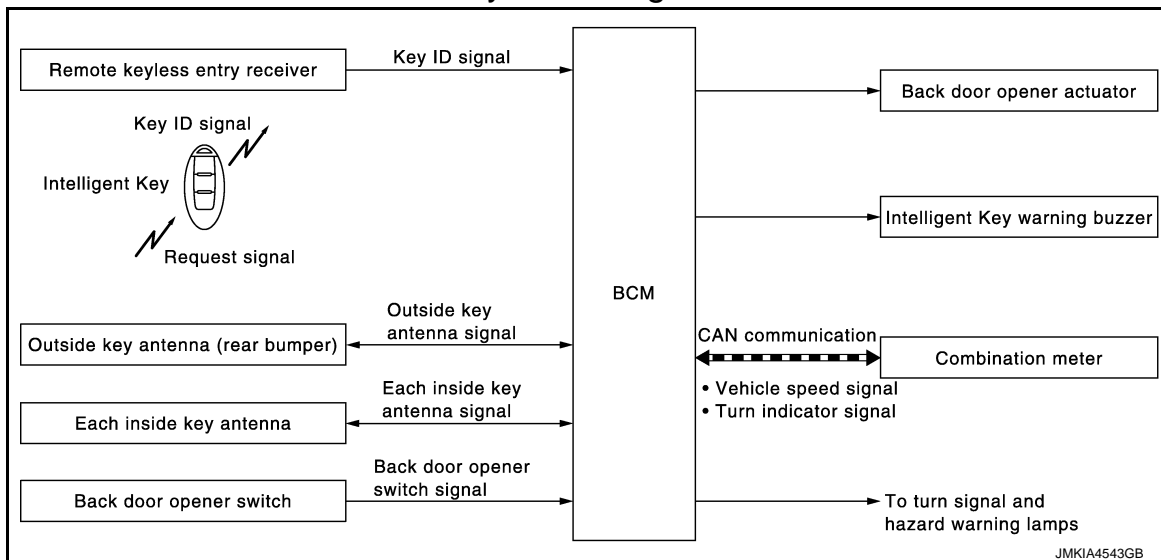 Remote keyless entry receiver
Key ID signal
Key ID signal
Intelligent Key
Request signal
Outside key antenna (rear bumper)
Outside key
antenna signal
Each inside key antenna
Each inside key
antenna signal
Back door opener switch
Back door opener
switch signal
BCM
Back door opener actuator
Intelligent Key warning buzzer
CAN communication
• Vehicle speed signal
• Turn indicator signal
Combination meter
To turn signal and
hazard warning lamps
JMKIA4543GB